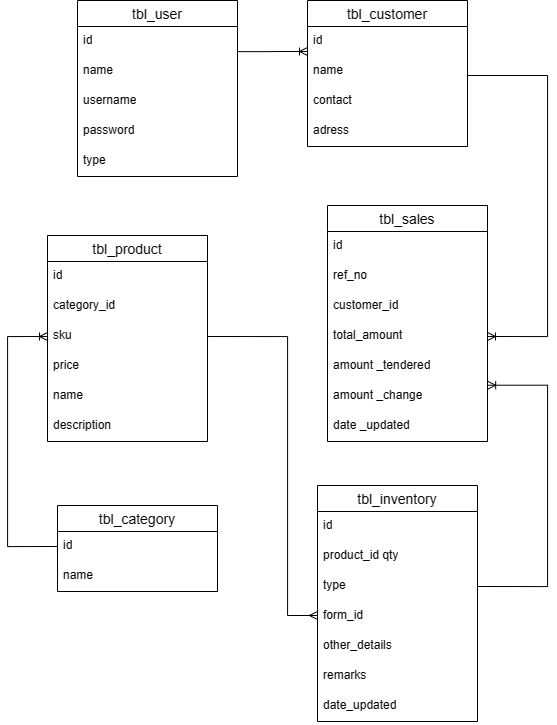 tbl_user
id
name
username
password
type
tbl_customer
id
name
contact
adress
tbl_product
id
category_id
sku
price
name
description
tbl_sales
id
ref_no
customer_id
total_amount
amount _tendered
amount _change
date _updated
tbl_category
id
name
tbl_inventory
id
product_id qty
type
form_id
other_details
remarks
date_updated